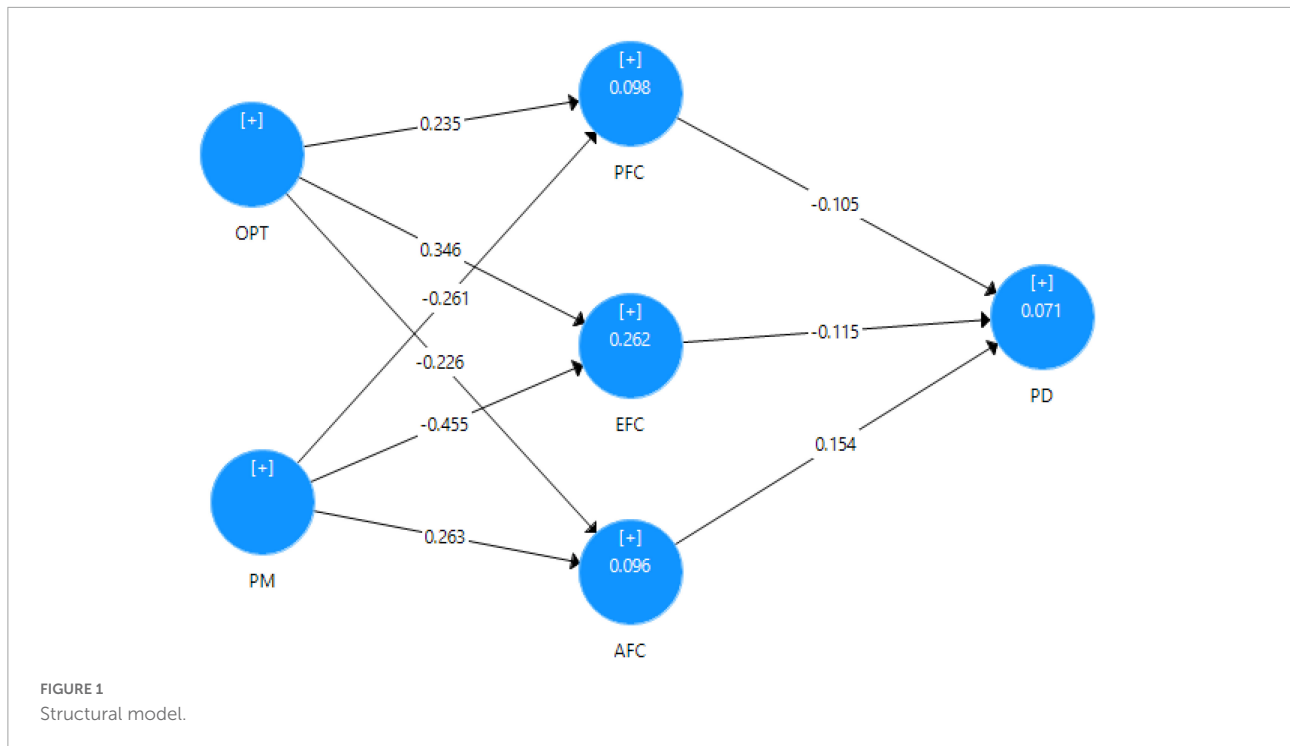 [+]
0.098
PFC
[+]
OPT
0.235
0.346
-0.261
-0.226
-0.105
[+]
0.262
EFC
-0.115
[+]
0.071
PD
-0.455
0.154
[+]
PM
0.263
[+]
0.096
AFC
FIGURE 1
Structural model.